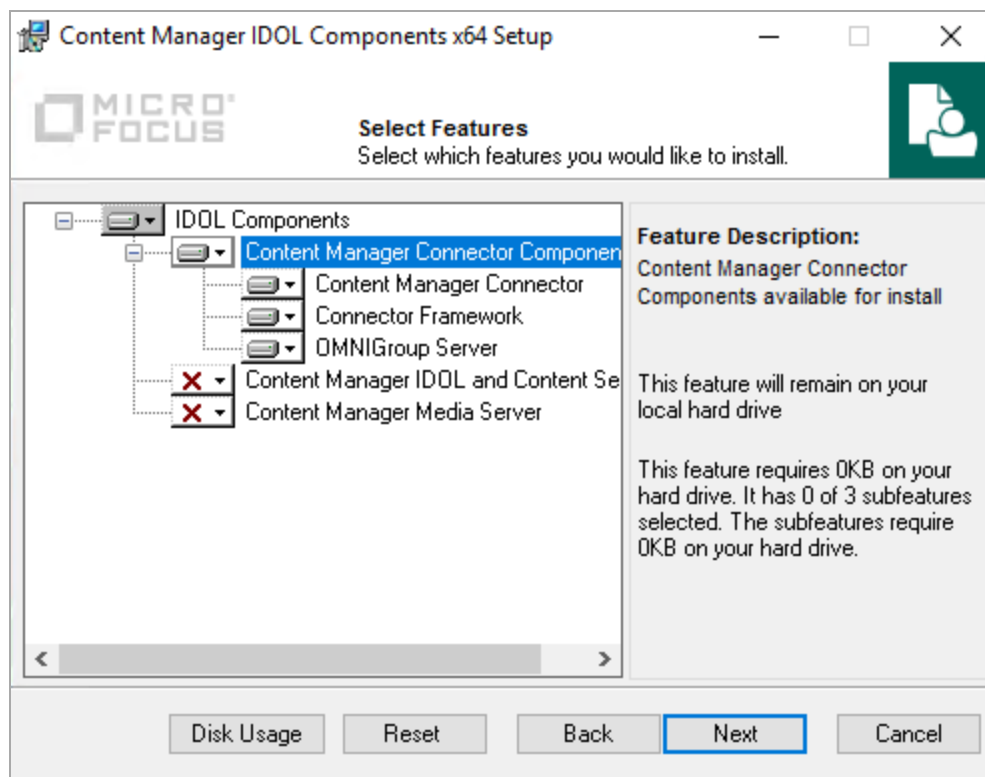 Content Manager IDOL Components x64 Setup
MICRO
FOCUS
Select Features
Select which features you would like to install.
IDOL Components
Content Manager Connector Componen
Content Manager Connector
Connector Framework
OMNIGroup Server
Content Manager IDOL and Content Se
Content Manager Media Server
Feature Description:
Content Manager Connector
Components available for install
This feature will remain on your
local hard drive
This feature requires 0KB on your
hard drive. It has 0 of 3 subfeatures
selected. The subfeatures require
0KB on your hard drive.
Disk Usage
Reset
Back
Next
Cancel